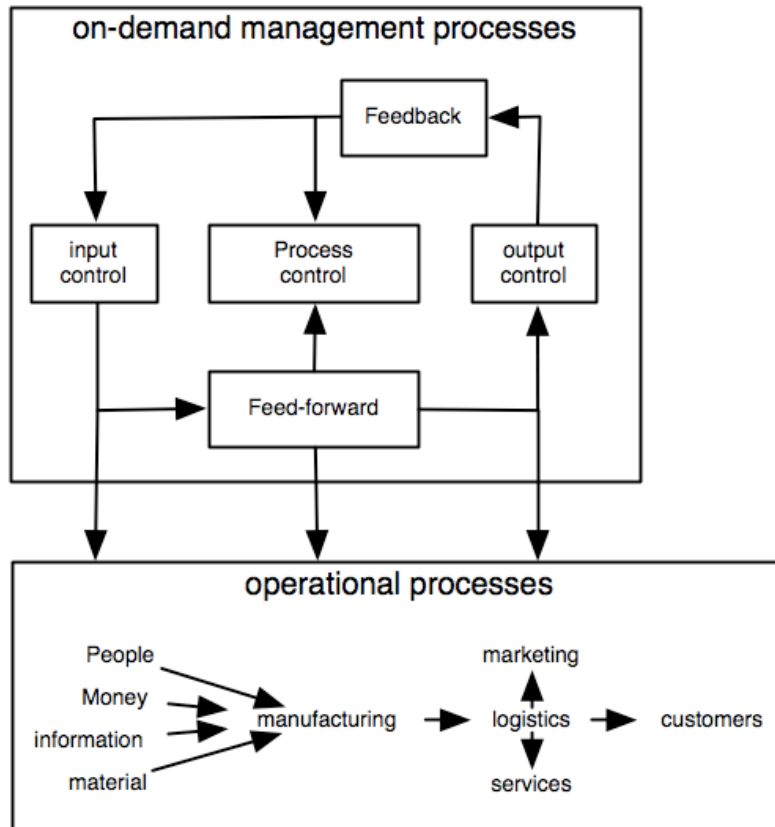 on-demand management processes
Feedback
input
control
Process
control
output
control
Feed-forward
operational processes
People
Money
information
material
manufacturing
marketing
logistics
services
customers